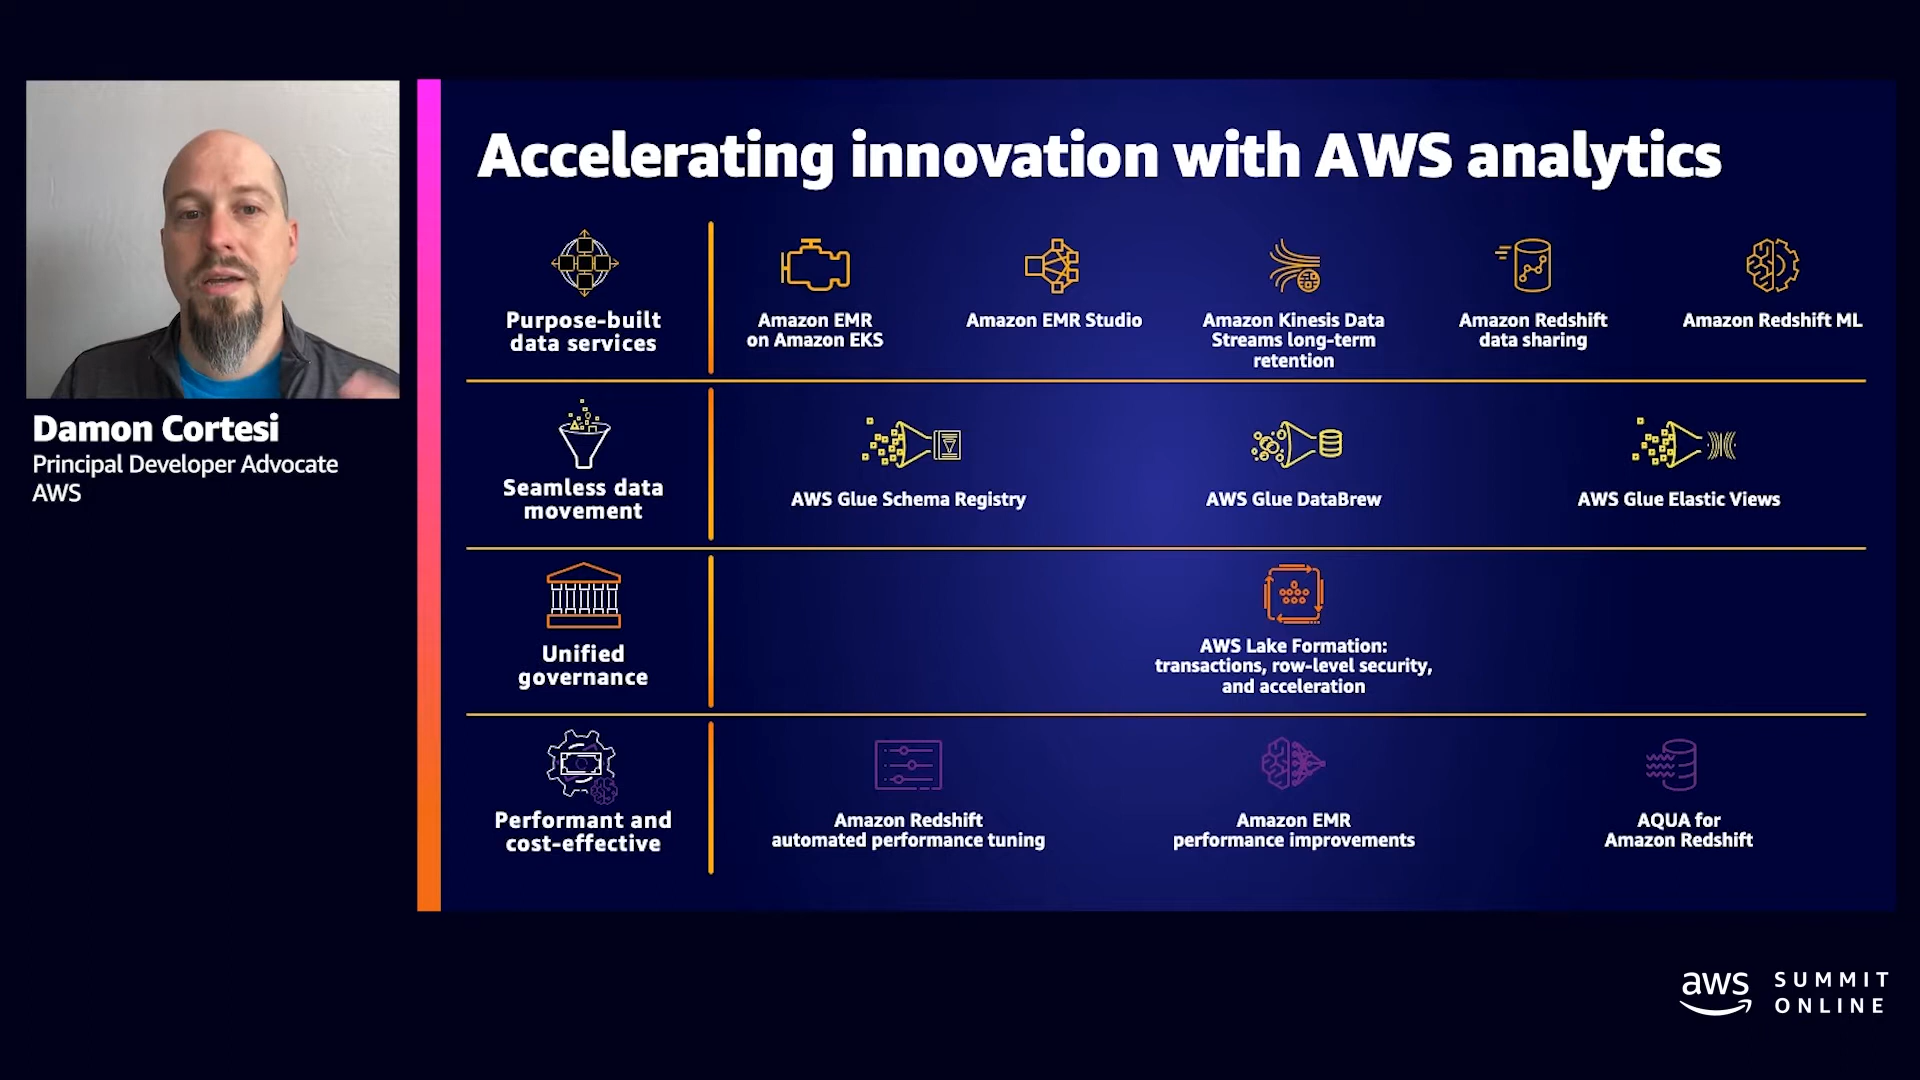 Accelerating innovation with AWS analytics
Damon Cortesi
Principal Developer Advocate
AWS
Purpose-built
data services
Amazon EMR
on Amazon EKS
Amazon EMR Studio
Amazon Kinesis Data
Streams long-term
retention
Amazon Redshift
data sharing
Amazon Redshift ML
Seamless data
movement
AWS Glue Schema Registry
AWS Glue DataBrew
AWS Glue Elastic Views
Unified
governance
AWS Lake Formation:
transactions, row-level security,
and acceleration
Performant and
cost-effective
Amazon Redshift
automated performance tuning
Amazon EMR
performance improvements
AQUA for
Amazon Redshift
aws
SUMMIT
ONLINE